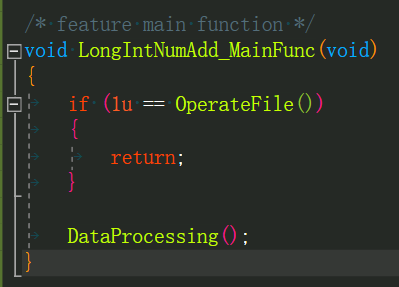 /* feature main function */
void LongIntNumAdd_MainFunc(void)
{
    if (1u == OperateFile())
    {
        return;
    }

    DataProcessing();
}